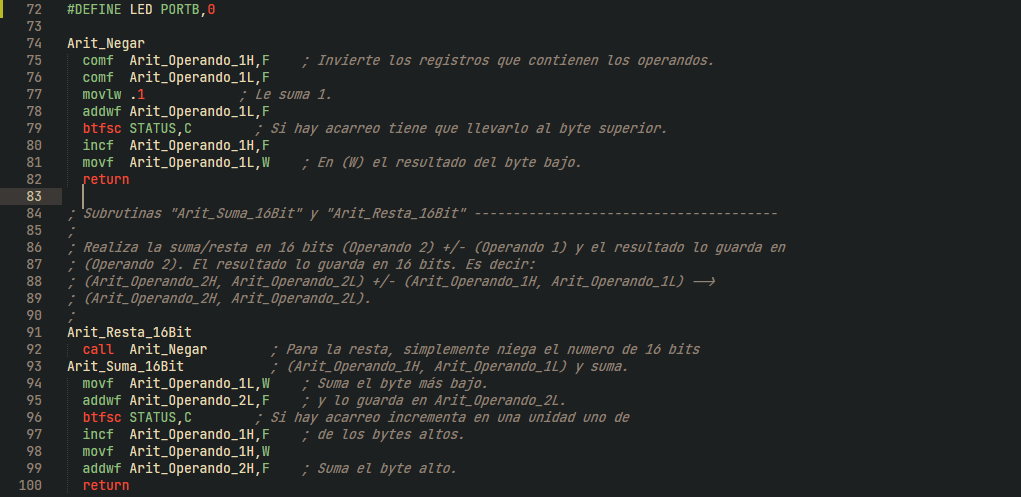 72 #DEFINE LED PORTB,0
73
74 Arit_Negar
75 comf Arit_Operando_1H,F ; Invierte los registros que contienen los operandos.
76 comf Arit_Operando_1L,F
77 movlw .1 ; Le suma 1.
78 addwf Arit_Operando_1L,F
79 btfsc STATUS,C ; Si hay acarreo tiene que llevarlo al byte superior.
80 incf Arit_Operando_1H,F
81 movf Arit_Operando_1L,W ; En (W) el resultado del byte bajo.
82 return
83
84 ; Subrutinas "Arit_Suma_16Bit" y "Arit_Resta_16Bit" ---------------------------------------
85 ;
86 ; Realiza la suma/resta en 16 bits (Operando 2) +/- (Operando 1) y el resultado lo guarda en
87 ; (Operando 2). El resultado lo guarda en 16 bits. Es decir:
88 ; (Arit_Operando_2H, Arit_Operando_2L) +/- (Arit_Operando_1H, Arit_Operando_1L) -->
89 ; (Arit_Operando_2H, Arit_Operando_2L).
90 ;
91 Arit_Resta_16Bit
92 call Arit_Negar ; Para la resta, simplemente niega el numero de 16 bits
93 Arit_Suma_16Bit ; (Arit_Operando_1H, Arit_Operando_1L) y suma.
94 movf Arit_Operando_1L,W ; Suma el byte más bajo.
95 addwf Arit_Operando_2L,F ; y lo guarda en Arit_Operando_2L.
96 btfsc STATUS,C ; Si hay acarreo incrementa en una unidad uno de
97 incf Arit_Operando_1H,F ; de los bytes altos.
98 movf Arit_Operando_1H,W
99 addwf Arit_Operando_2H,F ; Suma el byte alto.
100 return